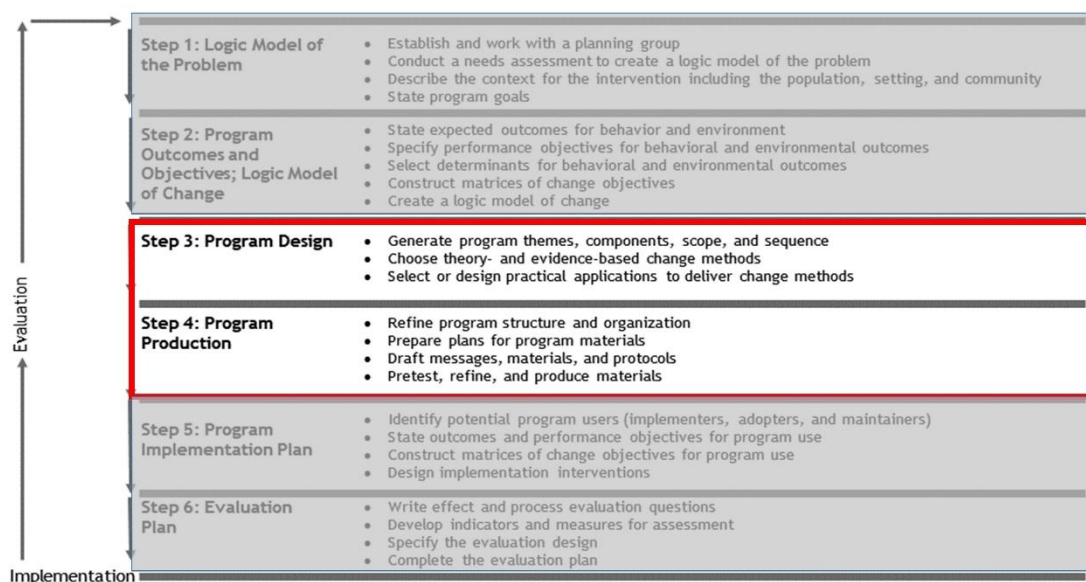 Step 1: Logic Model of
the Problem
• Establish and work with a planning group
• Conduct a needs assessment to create a logic model of the problem
• Describe the context for the intervention including the population, setting, and community
• State program goals
Step 2: Program
Outcomes and
Objectives; Logic Model
of Change
• State expected outcomes for behavior and environment
• Specify performance objectives for behavioral and environmental outcomes
• Select determinants for behavioral and environmental outcomes
• Construct matrices of change objectives
• Create a logic model of change
Step 3: Program Design
• Generate program themes, components, scope, and sequence
• Choose theory- and evidence-based change methods
• Select or design practical applications to deliver change methods
Step 4: Program
Production
• Refine program structure and organization
• Prepare plans for program materials
• Draft messages, materials, and protocols
• Pretest, refine, and produce materials
Step 5: Program
Implementation Plan
• Identify potential program users (implementers, adopters, and maintainers)
• State outcomes and performance objectives for program use
• Construct matrices of change objectives for program use
• Design implementation interventions
Step 6: Evaluation
Plan
• Write effect and process evaluation questions
• Develop indicators and measures for assessment
• Specify the evaluation design
• Complete the evaluation plan
Evaluation
Implementation